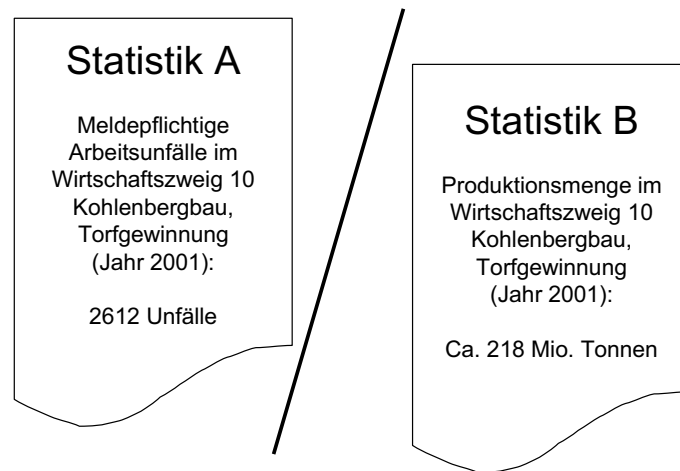 Statistik A
Meldepflichtige
Arbeitsunfälle im
Wirtschaftszweig 10
Kohlenbergbau,
Torfgewinnung
(Jahr 2001):
2612 Unfälle
Statistik B
Produktionsmenge im
Wirtschaftszweig 10
Kohlenbergbau,
Torfgewinnung
(Jahr 2001):
Ca. 218 Mio. Tonnen